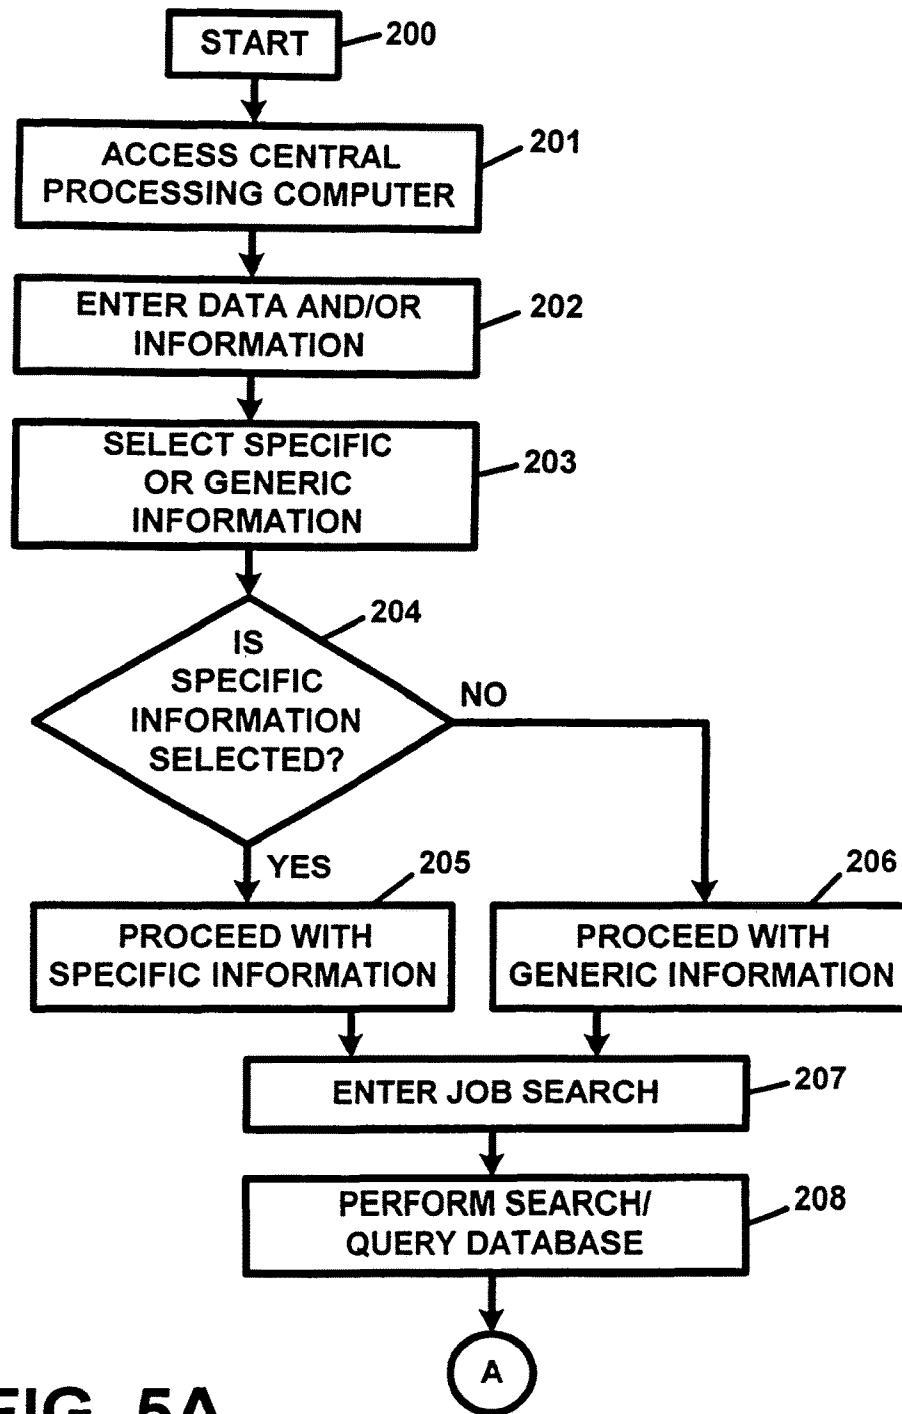 START
200
ACCESS CENTRAL
PROCESSING COMPUTER
201
ENTER DATA AND/OR
INFORMATION
202
SELECT SPECIFIC
OR GENERIC
INFORMATION
203
204
IS
SPECIFIC
INFORMATION
SELECTED?
NO
YES
205
206
PROCEED WITH
SPECIFIC INFORMATION
PROCEED WITH
GENERIC INFORMATION
ENTER JOB SEARCH
207
PERFORM SEARCH/
QUERY DATABASE
208
A
FIG. 5A